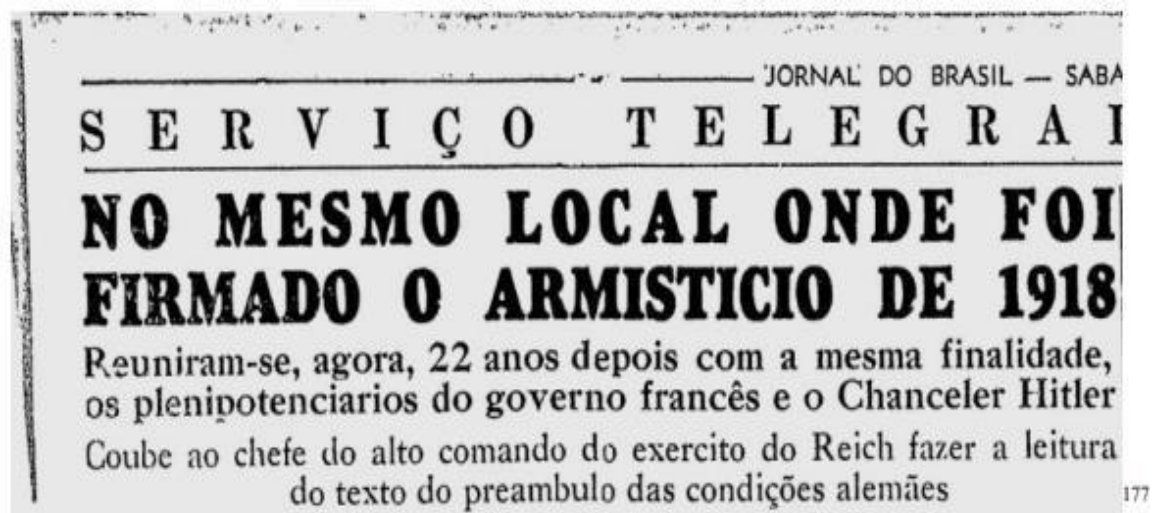 JORNAL DO BRASIL — SABA
SERVIÇO TELEGRA
NO MESMO LOCAL ONDE FOI
FIRMADO O ARMISTICIO DE 1918
Reuniram-se, agora, 22 anos depois com a mesma finalidade,
os plenipotenciarios do governo francês e o Chanceler Hitler
Coube ao chefe do alto comando do exercito do Reich fazer a leitura
do texto do preambulo das condições alemães
177